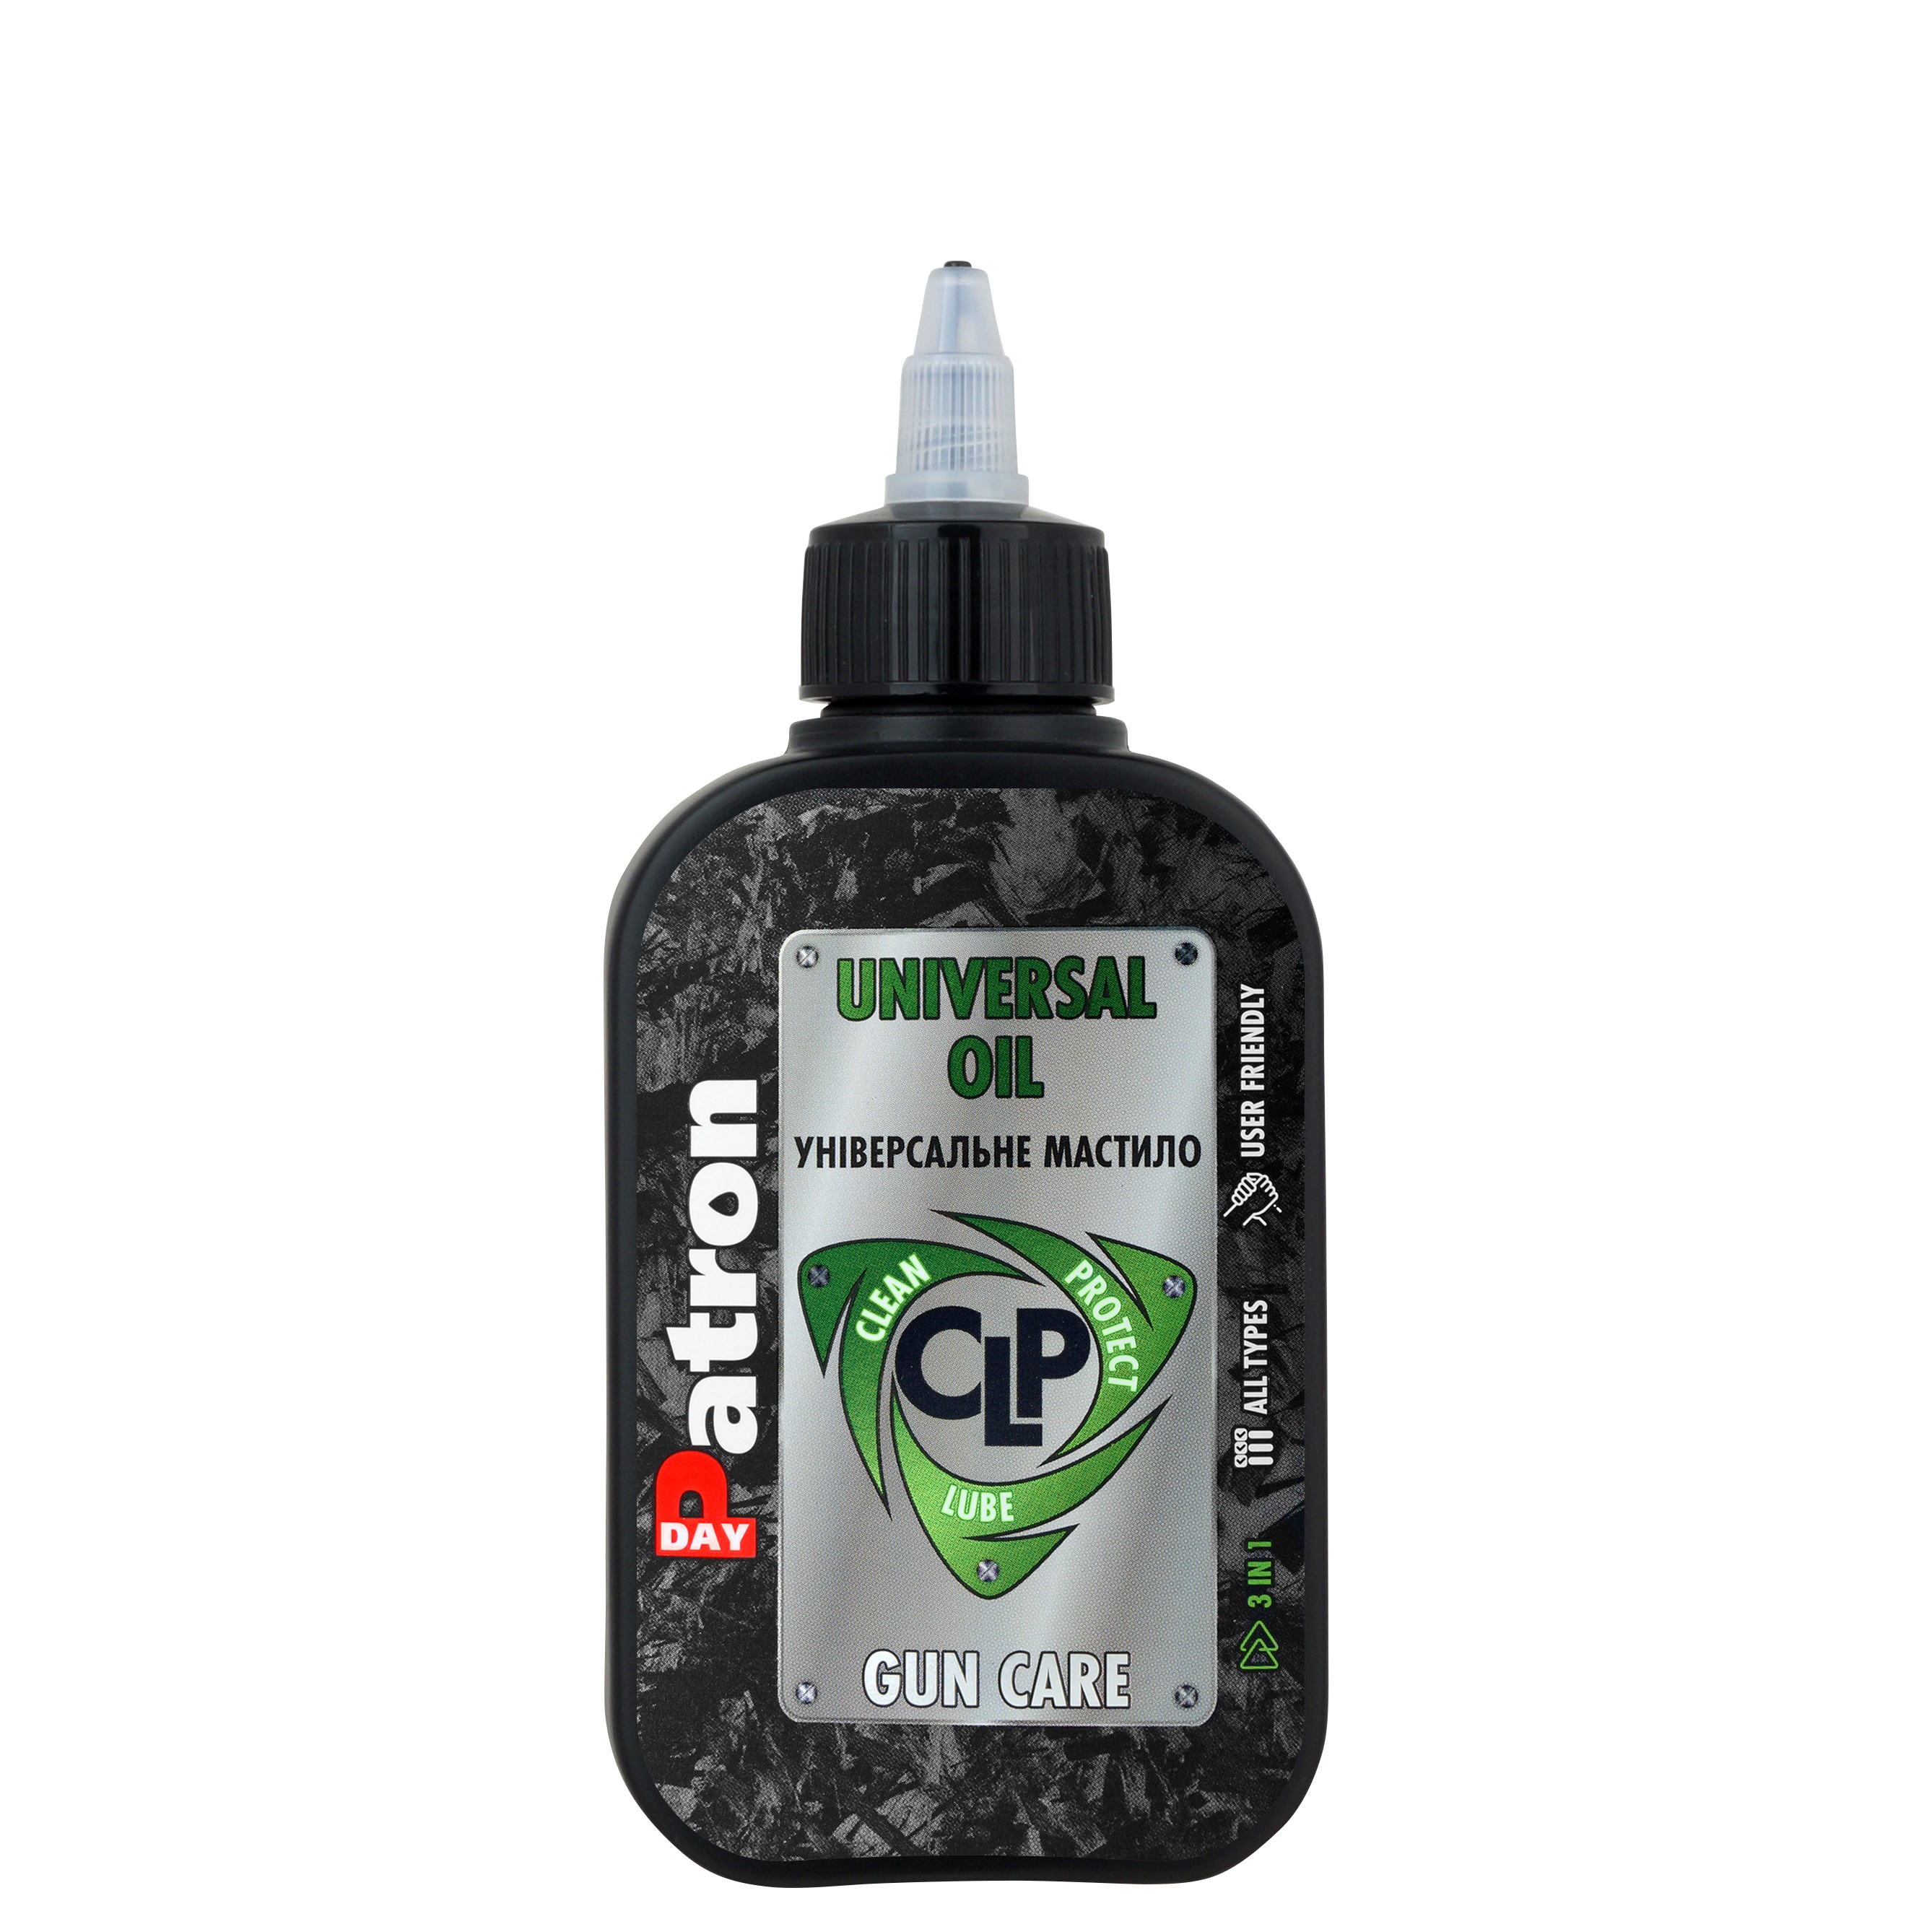 UNIVERSAL
OIL
УНІВЕРСАЛЬНЕ МАСТИЛО
CLEAN
PROTECT
CLP
LUBE
GUN CARE
Patron
DAY
USER FRIENDLY
ALL TYPES
3 IN 1